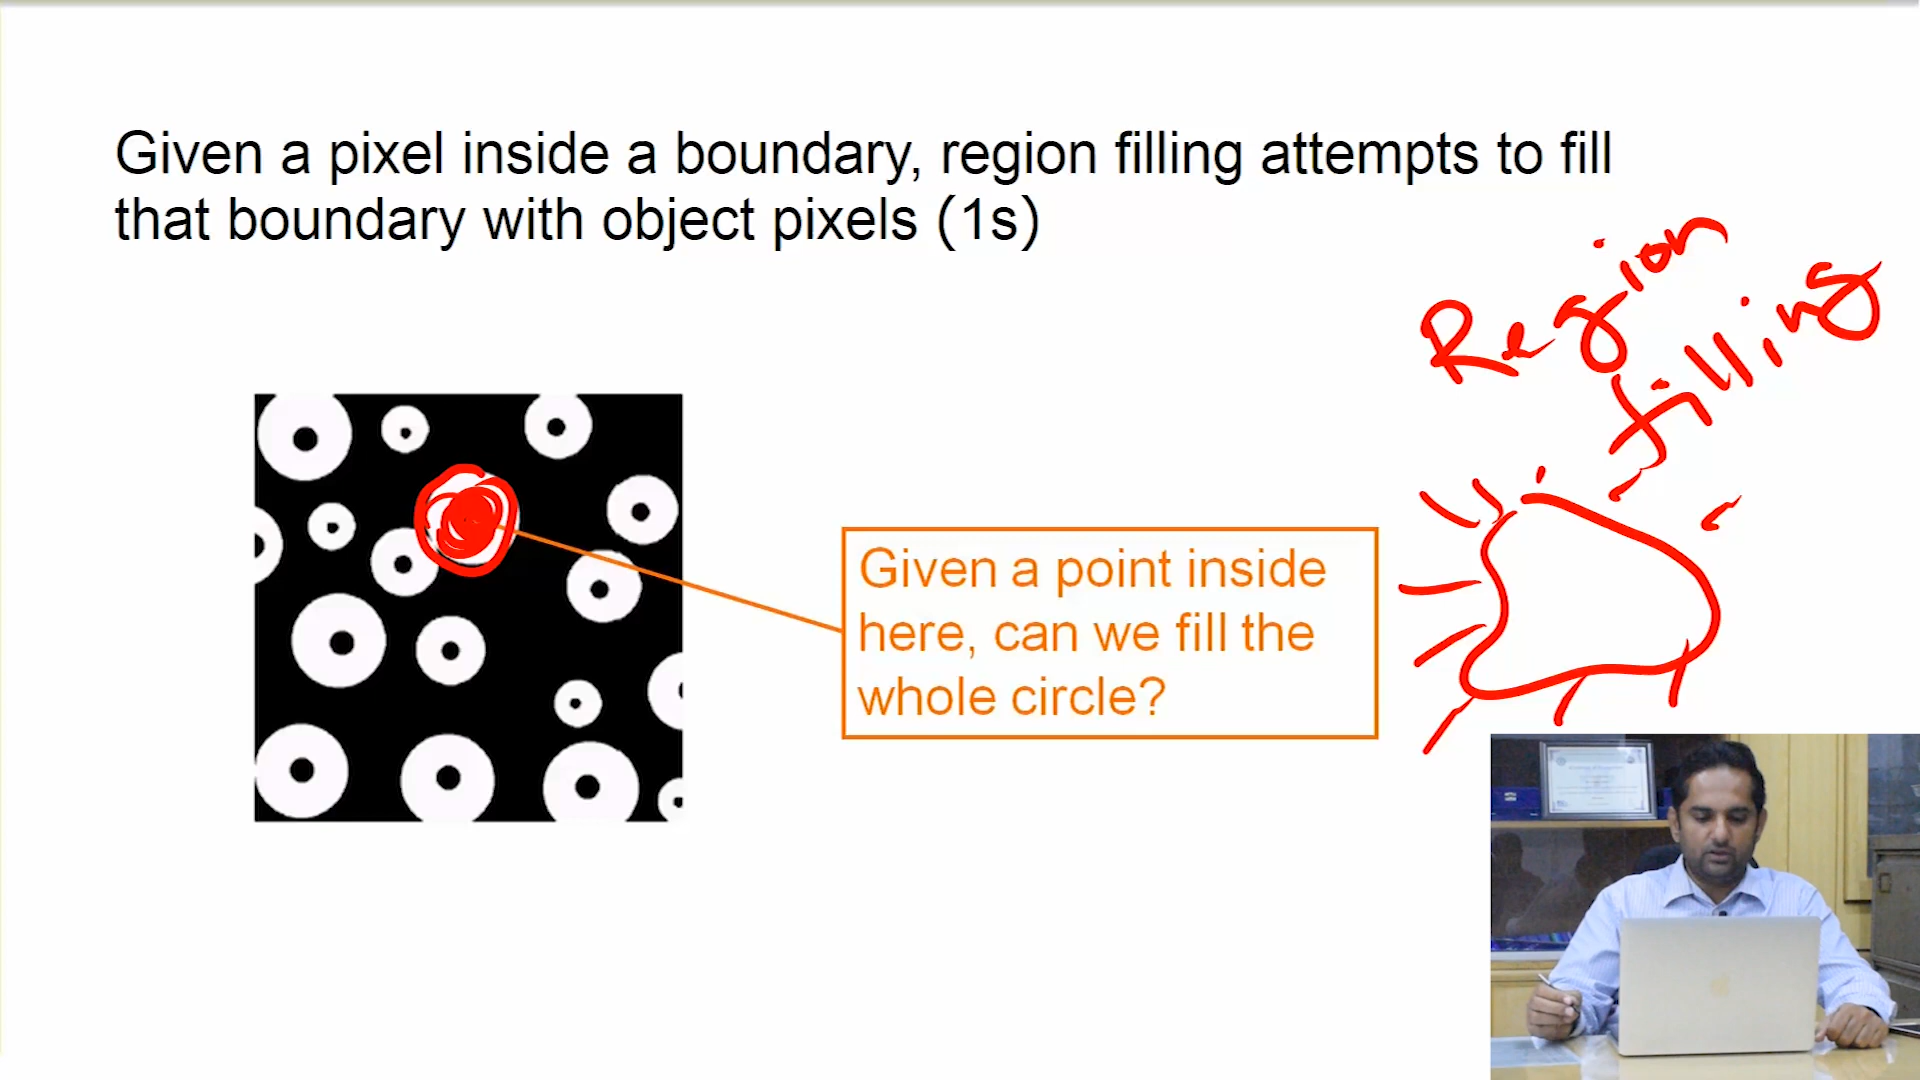 Given a pixel inside a boundary, region filling attempts to fill
that boundary with object pixels (1s)
Region
filling
Given a point inside
here, can we fill the
whole circle?